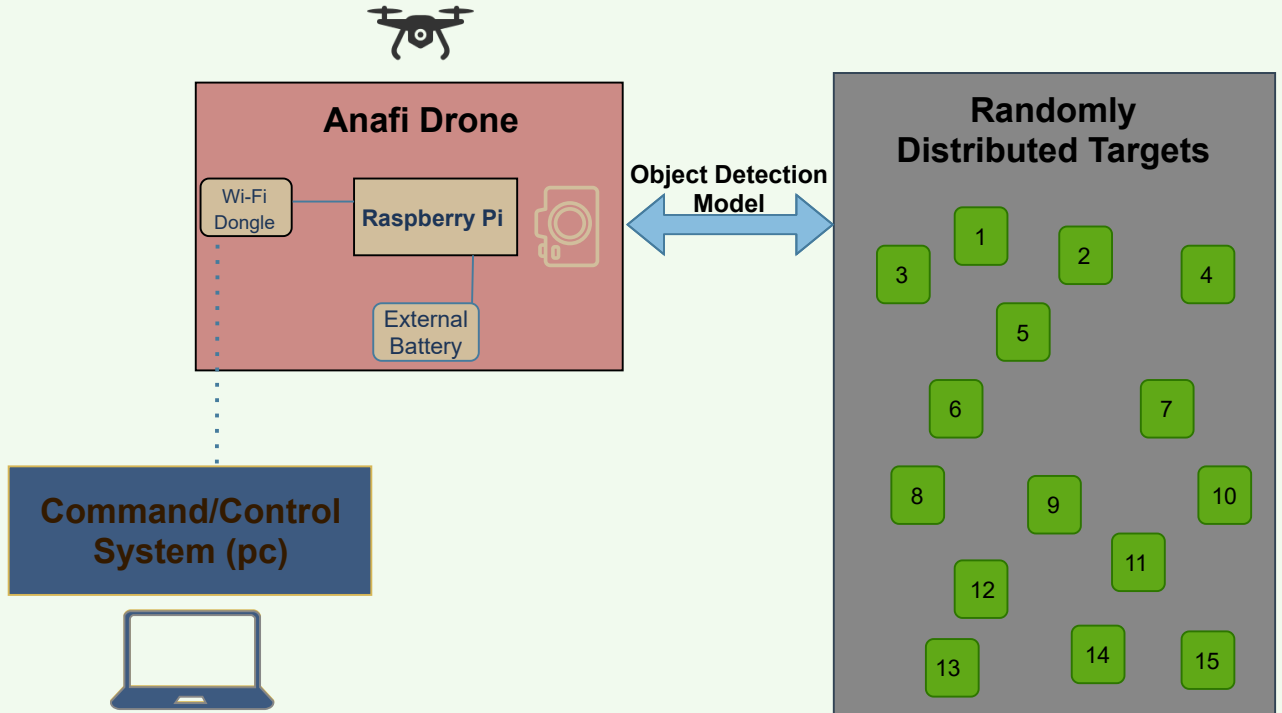 Anafi Drone
Wi-Fi
Dongle
Raspberry Pi
External
Battery
Object Detection
Model
Command/Control
System (pc)
Randomly
Distributed Targets
1
2
3
4
5
6
7
8
9
10
11
12
13
14
15